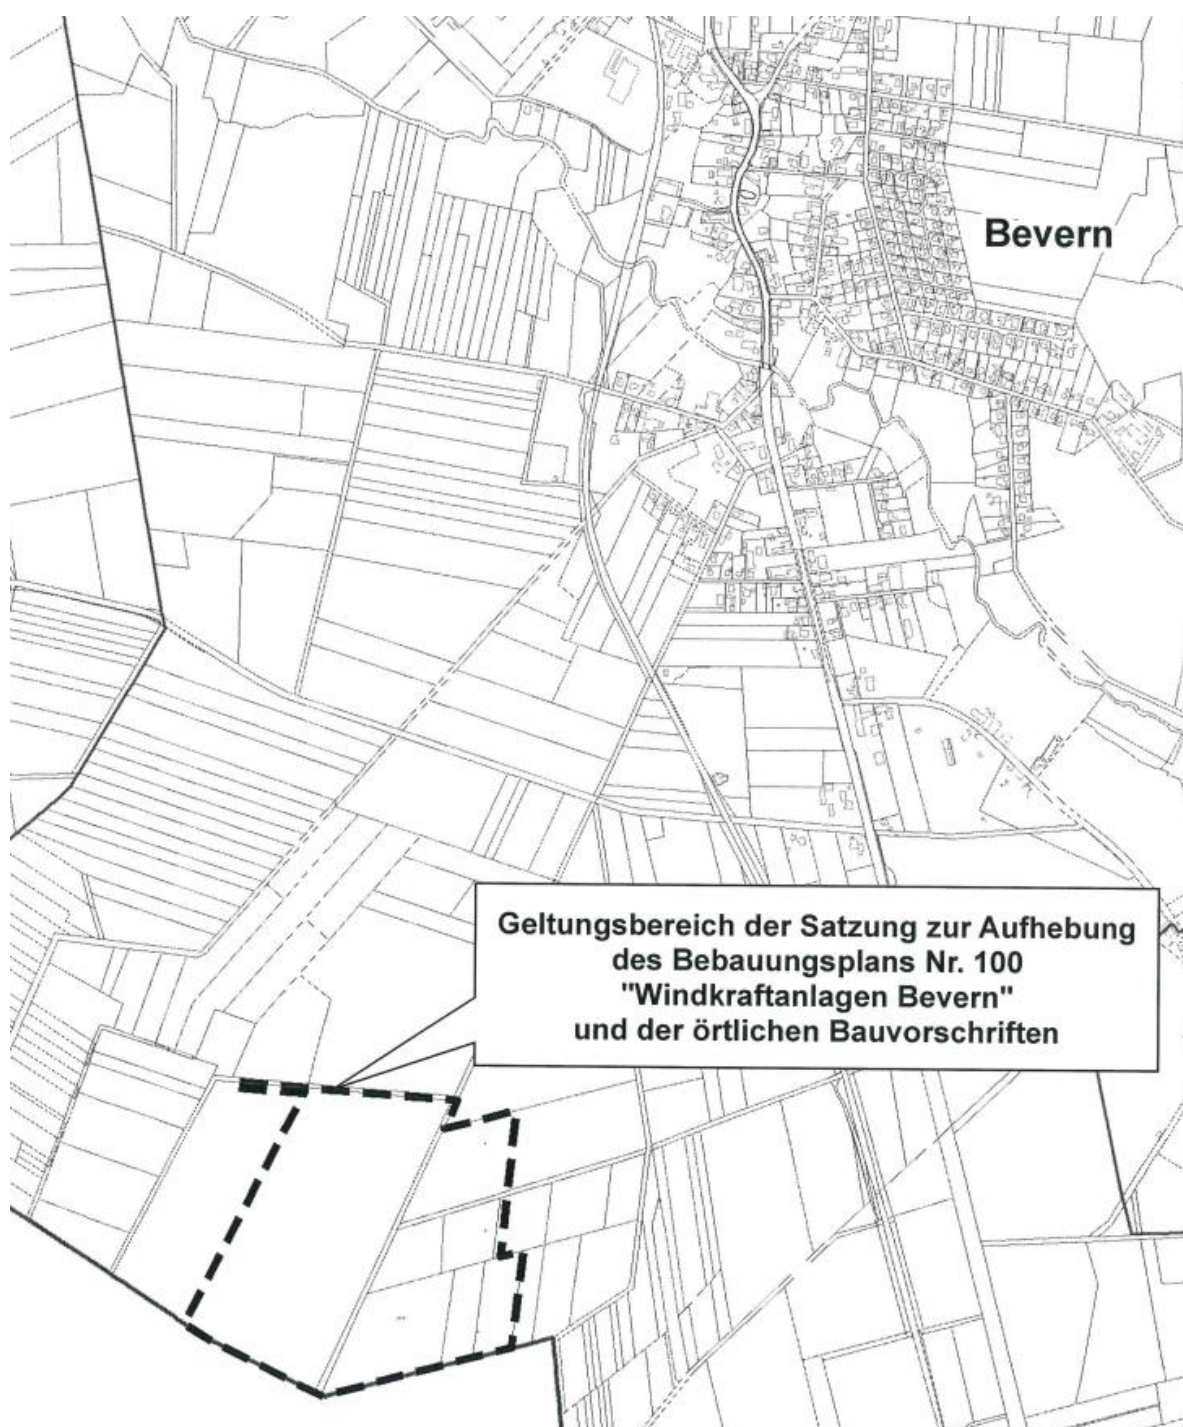 Bevern
Geltungsbereich der Satzung zur Aufhebung
des Bebauungsplans Nr. 100
"Windkraftanlagen Bevern"
und der örtlichen Bauvorschriften